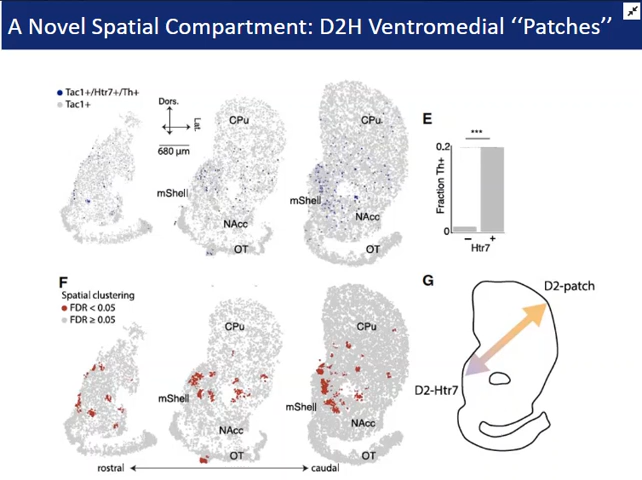 A Novel Spatial Compartment: D2H Ventromedial “Patches”
Tac1+/Htr7+/Th+
Tac1+
Dors.
Lat.
680 µm
CPu
mShell
NAcc
OT
CPu
mShell
NAcc
OT
E
***
Fraction Th+
0.2
0
− +
Htr7
F
Spatial clustering
FDR < 0.05
FDR ≥ 0.05
CPu
mShell
NAcc
OT
CPu
mShell
NAcc
OT
rostral
caudal
G
D2-patch
D2-Htr7